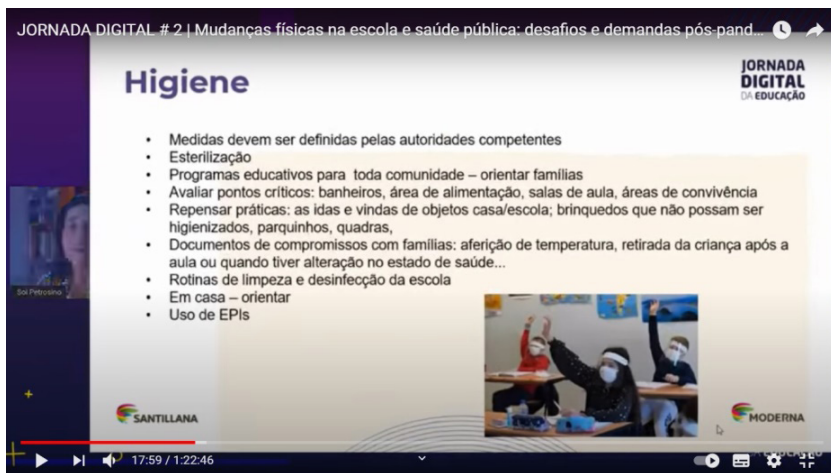 JORNADA DIGITAL # 2 | Mudanças físicas na escola e saúde pública: desafios e demandas pós-pand...
Higiene
JORNADA
DIGITAL
DA EDUCAÇÃO
• Medidas devem ser definidas pelas autoridades competentes
• Esterilização
• Programas educativos para toda comunidade – orientar famílias
• Avaliar pontos críticos: banheiros, área de alimentação, salas de aula, áreas de convivência
• Repensar práticas: as idas e vindas de objetos casa/escola; brinquedos que não possam ser
higienizados, parquinhos, quadras,
• Documentos de compromissos com famílias: aferição de temperatura, retirada da criança após a
aula ou quando tiver alteração no estado de saúde...
• Rotinas de limpeza e desinfecção da escola
• Em casa – orientar
• Uso de EPIs
Sol Petrosino
SANTILLANA
MODERNA
17:59 / 1:22:46